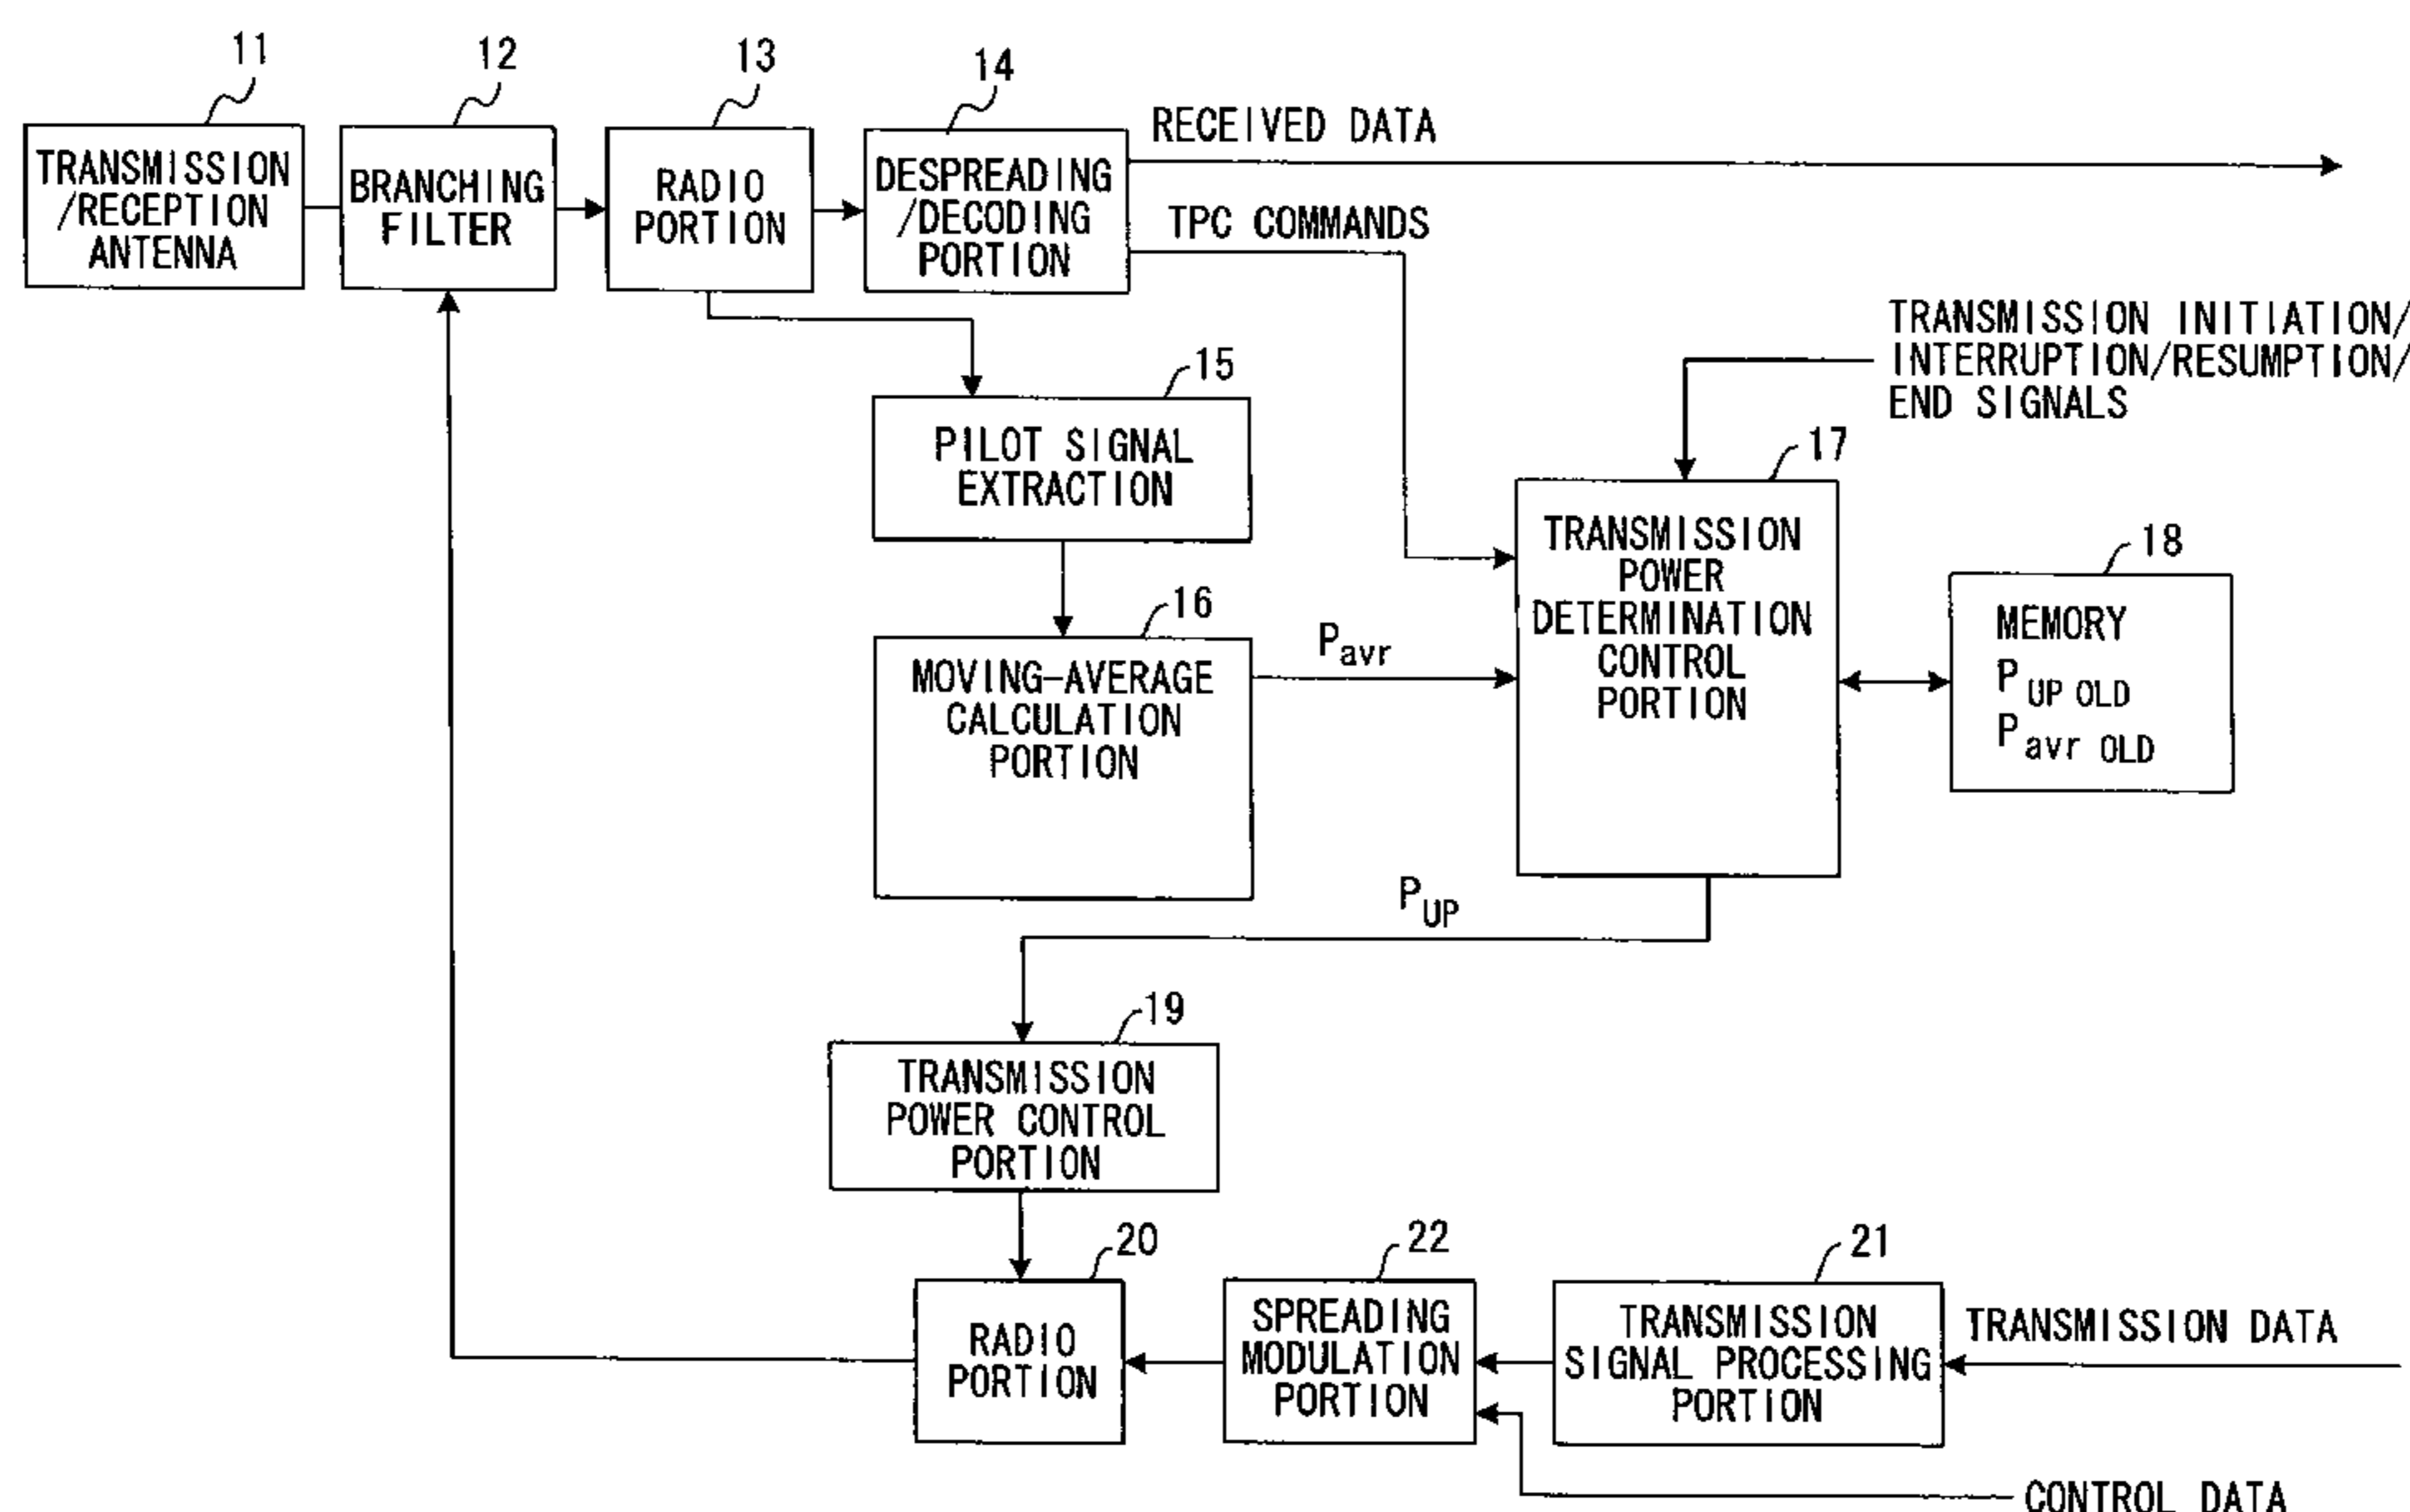 11
12
13
14
TRANSMISSION
/RECEPTION
ANTENNA
BRANCHING
FILTER
RADIO
PORTION
DESPREADING
/DECODING
PORTION
RECEIVED DATA
TPC COMMANDS
TRANSMISSION INITIATION/
INTERRUPTION/RESUMPTION/
END SIGNALS
15
PILOT SIGNAL
EXTRACTION
16
MOVING-AVERAGE
CALCULATION
PORTION
Pavr
17
TRANSMISSION
POWER
DETERMINATION
CONTROL
PORTION
18
MEMORY
PUP OLD
Pavr OLD
PUP
19
TRANSMISSION
POWER CONTROL
PORTION
20
RADIO
PORTION
22
SPREADING
MODULATION
PORTION
21
TRANSMISSION
SIGNAL PROCESSING
PORTION
TRANSMISSION DATA
CONTROL DATA